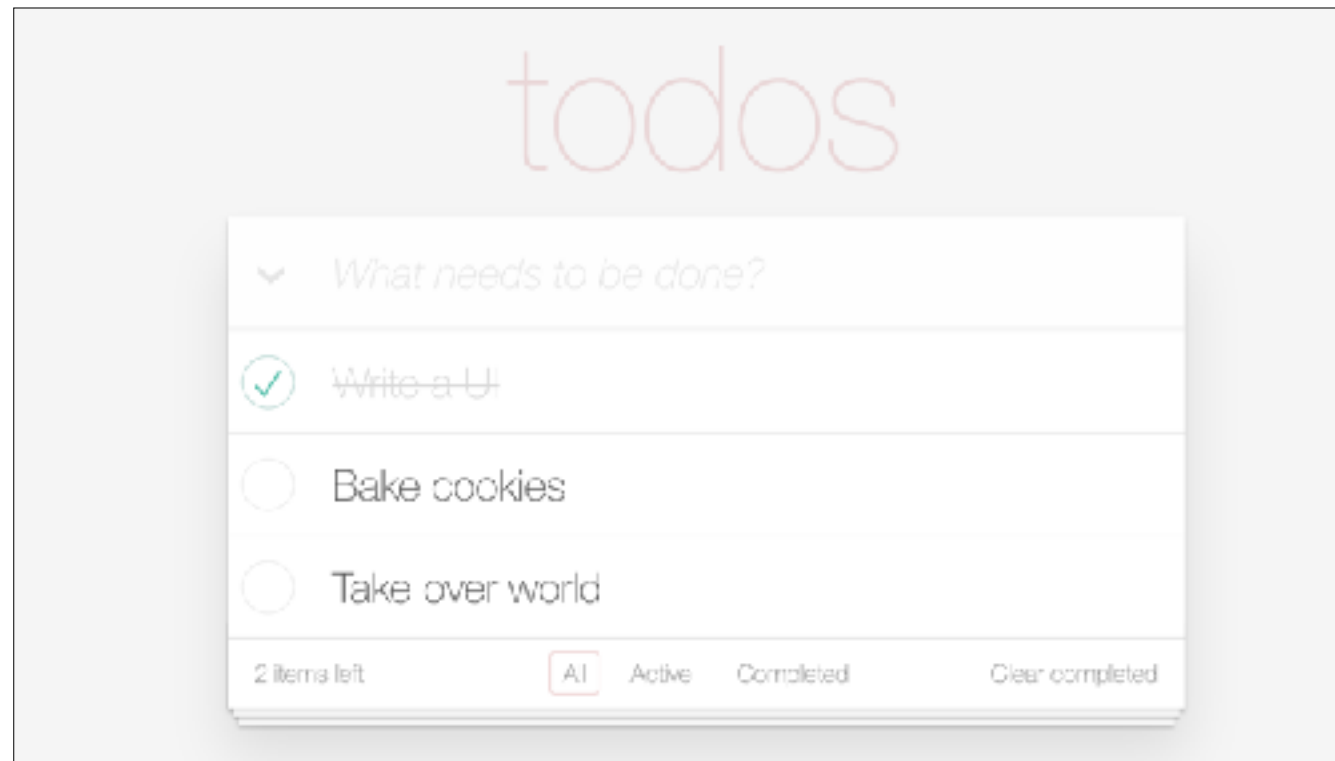 todos
What needs to be done?
Write a UI
Bake cookies
Take over world
2 items left All Active Completed Clear completed